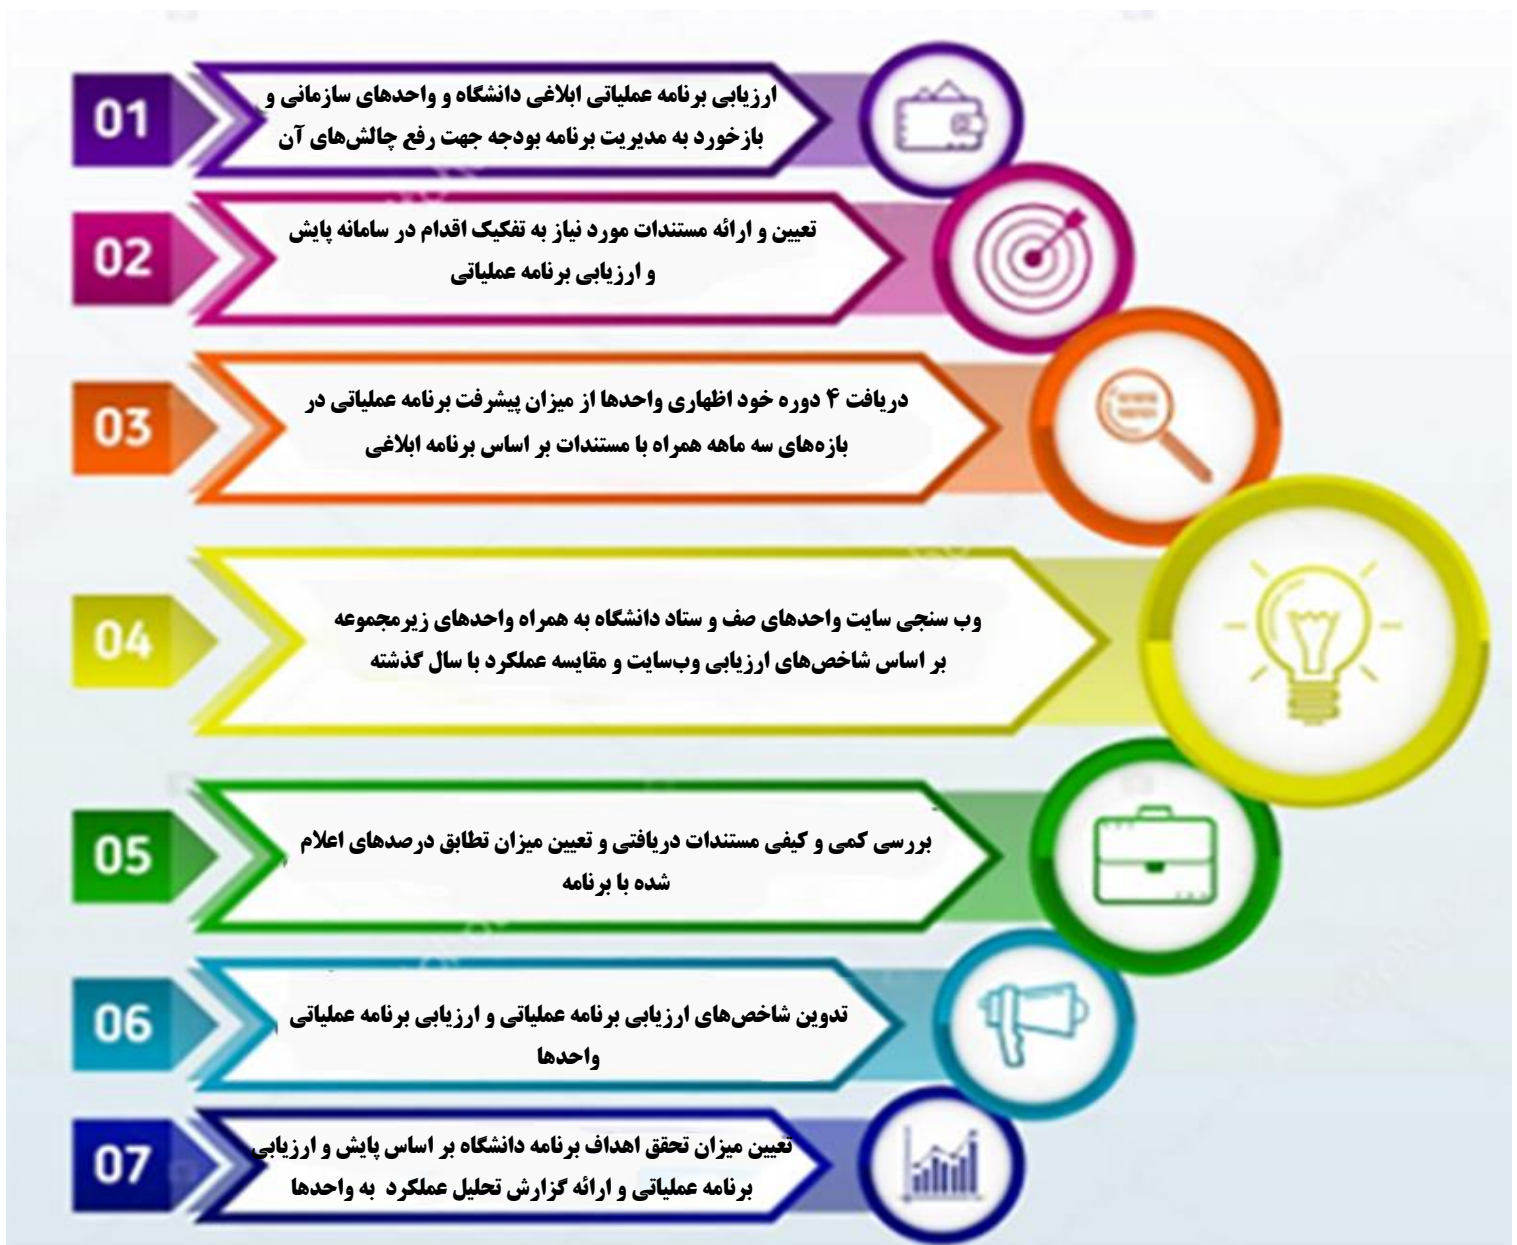 01
ارزیابی برنامه عملیاتی ابلاغی دانشگاه و واحدهای سازمانی و
بازخورد به مدیریت برنامه بودجه جهت رفع چالش‌های آن
02
تعیین و ارائه مستندات مورد نیاز به تفکیک اقدام در سامانه پایش
و ارزیابی برنامه عملیاتی
03
دریافت ۴ دوره خود اظهاری واحدها از میزان پیشرفت برنامه عملیاتی در
بازه‌های سه ماهه همراه با مستندات بر اساس برنامه ابلاغی
04
وب سنجی سایت واحدهای صف و ستاد دانشگاه به همراه واحدهای زیرمجموعه
بر اساس شاخص‌های ارزیابی وب‌سایت و مقایسه عملکرد با سال گذشته
05
بررسی کمی و کیفی مستندات دریافتی و تعیین میزان تطابق درصدهای اعلام
شده با برنامه
06
تدوین شاخص‌های ارزیابی برنامه عملیاتی و ارزیابی برنامه عملیاتی
واحدها
07
تعیین میزان تحقق اهداف برنامه دانشگاه بر اساس پایش و ارزیابی
برنامه عملیاتی و ارائه گزارش تحلیل عملکرد به واحدها